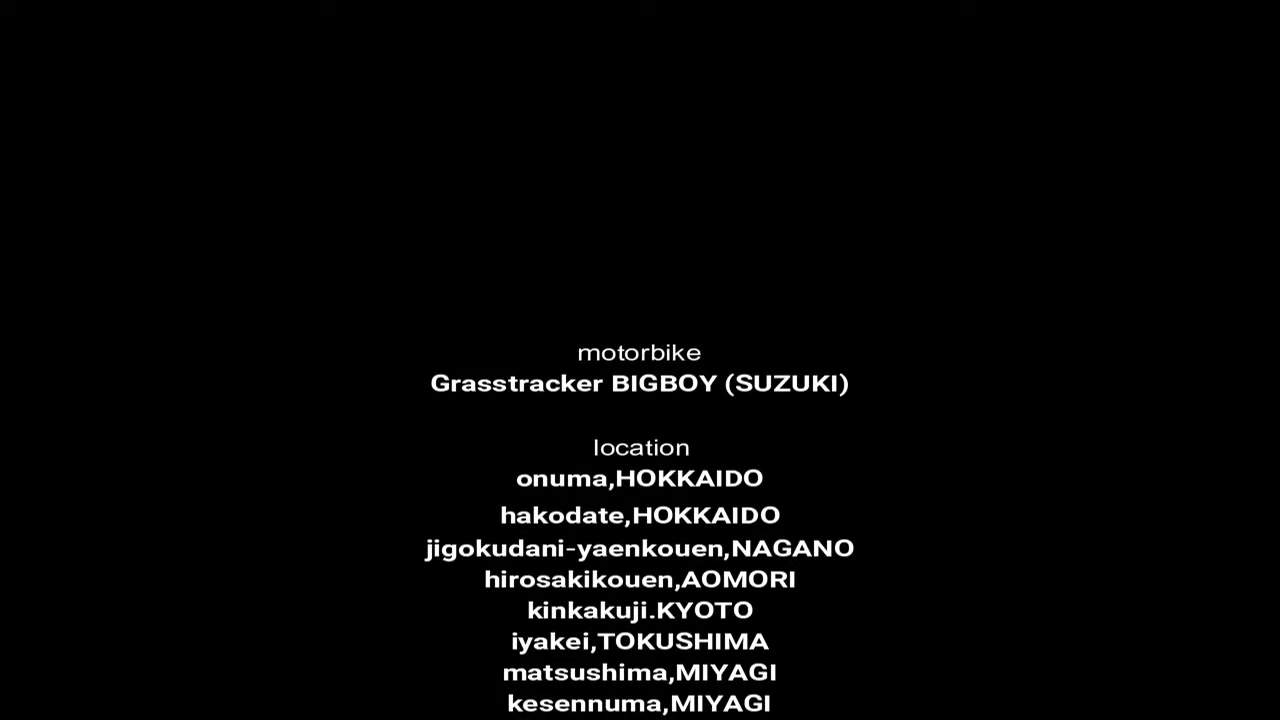 motorbike
Grasstracker BIGBOY (SUZUKI)
location
onuma,HOKKAIDO
hakodate,HOKKAIDO
jigokudani-yaenkouen,NAGANO
hirosakikouen,AOMORI
kinkakuji.KYOTO
iyakei,TOKUSHIMA
matsushima,MIYAGI
kesennuma,MIYAGI